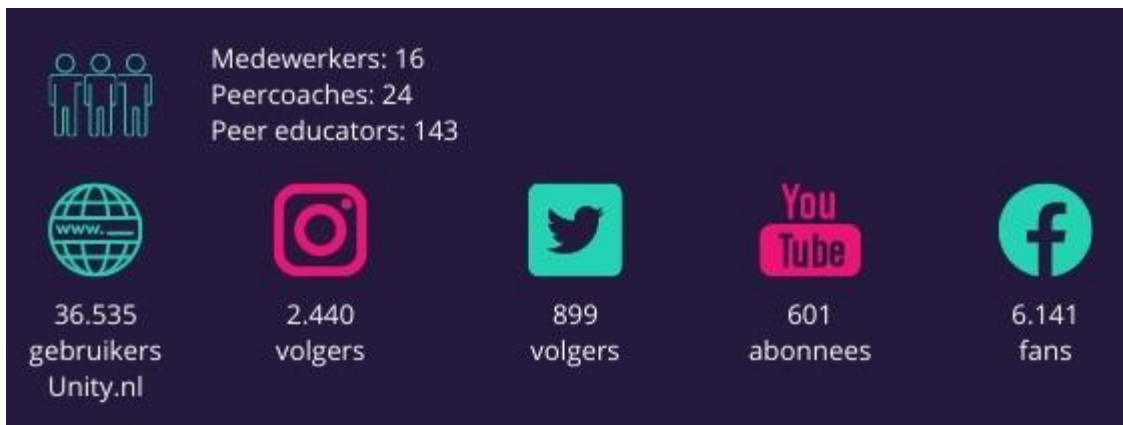 Medewerkers: 16
Peercoaches: 24
Peer educators: 143
www.
You
Tube
36.535
gebruikers
Unity.nl
2.440
volgers
899
volgers
601
abonnees
6.141
fans